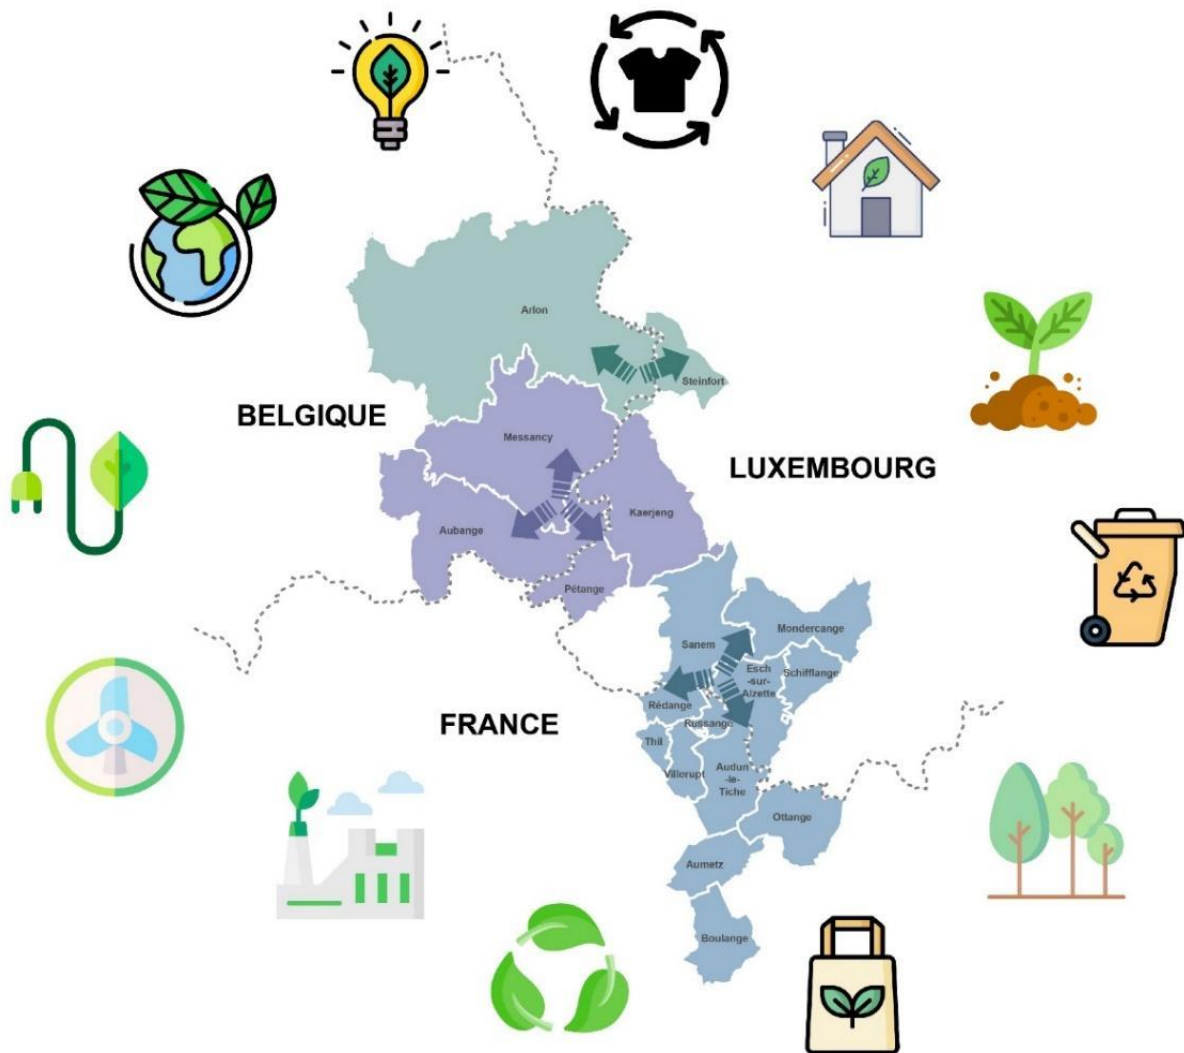 Arlon
Steinfort
BELGIQUE
Messancy
LUXEMBOURG
Aubange
Kaerjeng
Pétange
Mondercange
Sanem
Esch
-sur-
Alzette
Schifflange
Rédange
FRANCE
Russange
Thil
Villerupt
Audun
-le-
Tiche
Ottange
Aumetz
Boulange